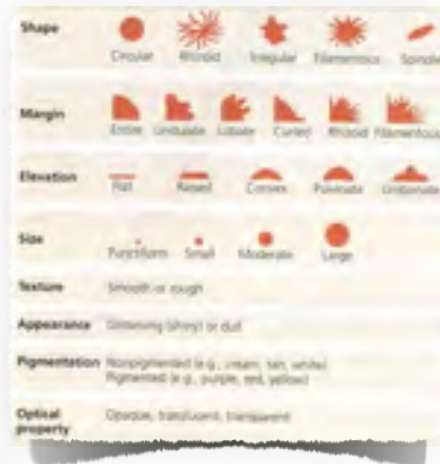 Shape
Circular Rhizoid Irregular Filamentous Spindle
Margin
Entire Undulate Lobate Curled Rhizoid Filamentous
Elevation
Flat Raised Convex Pulvinate Umbonate
Size
Punctiform Small Moderate Large
Texture Smooth or rough
Appearance Glistening (shiny) or dull
Pigmentation Nonpigmented (e.g., cream, tan, white)
Pigmented (e.g., purple, red, yellow)
Optical Opaque, translucent, transparent
property